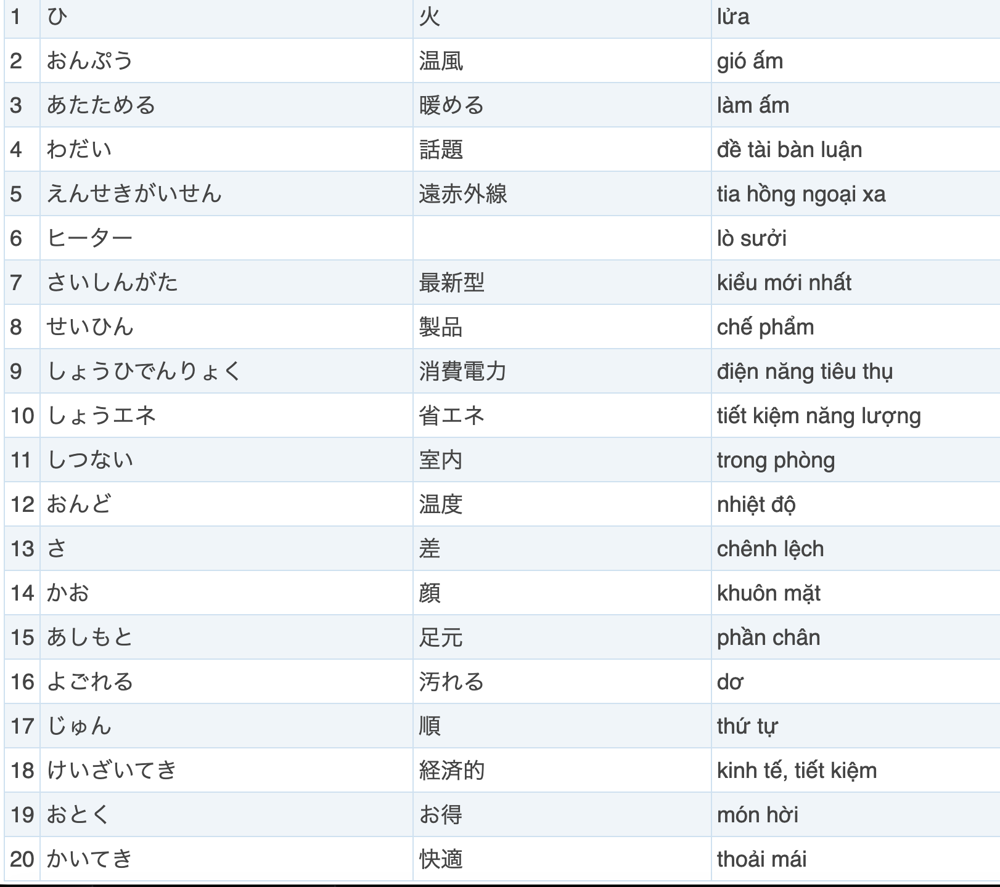 1 ひ 火 lửa
2 おんぷう 温風 gió ấm
3 あたためる 暖める làm ấm
4 わだい 話題 đề tài bàn luận
5 えんせきがいせん 遠赤外線 tia hồng ngoại xa
6 ヒーター lò sưởi
7 さいしんがた 最新型 kiểu mới nhất
8 せいひん 製品 chế phẩm
9 しょうひでんりょく 消費電力 điện năng tiêu thụ
10 しょうエネ 省エネ tiết kiệm năng lượng
11 しつない 室内 trong phòng
12 おんど 温度 nhiệt độ
13 さ 差 chênh lệch
14 かお 顔 khuôn mặt
15 あしもと 足元 phần chân
16 よごれる 汚れる dơ
17 じゅん 順 thứ tự
18 けいざいてき 経済的 kinh tế, tiết kiệm
19 おとく お得 món hời
20 かいてき 快適 thoải mái